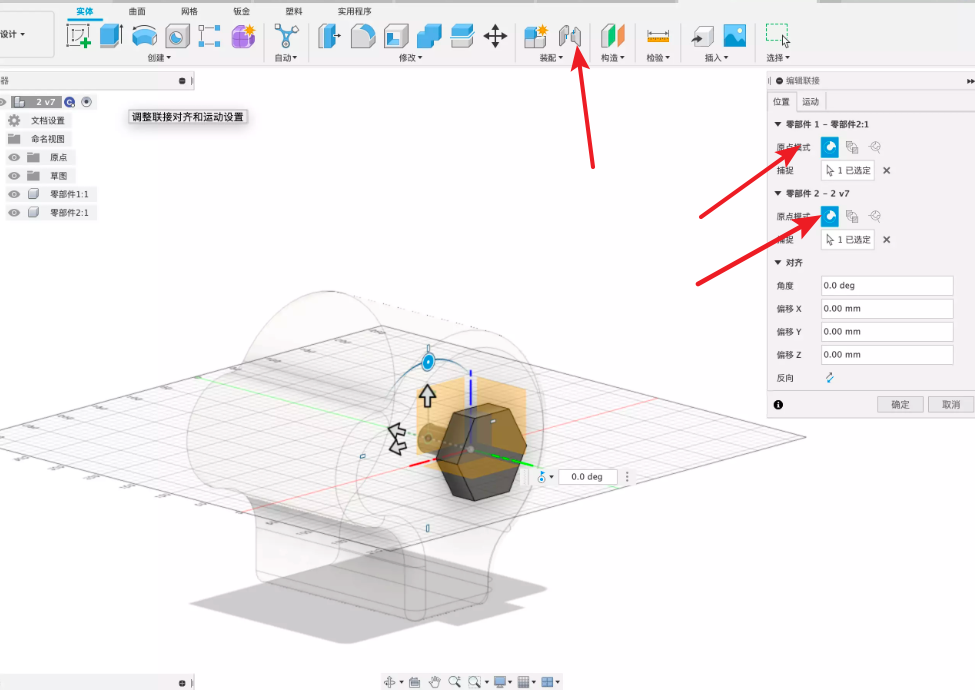 实体 曲面 网格 钣金 塑料 实用程序
设计
创建 自动 修改 装配 构造 检验 插入 选择
器
编辑联接
2 v7
位置 运动
文档设置
调整联接对齐和运动设置
零部件 1 - 零部件2:1
命名视图
原点模式
原点
捕捉 1 已选定
草图
零部件 2 - 2 v7
零部件1:1
零部件2:1
原点模式
捕捉 1 已选定
对齐
角度 0.0 deg
偏移 X 0.00 mm
偏移 Y 0.00 mm
偏移 Z 0.00 mm
反向
确定 取消
0.0 deg